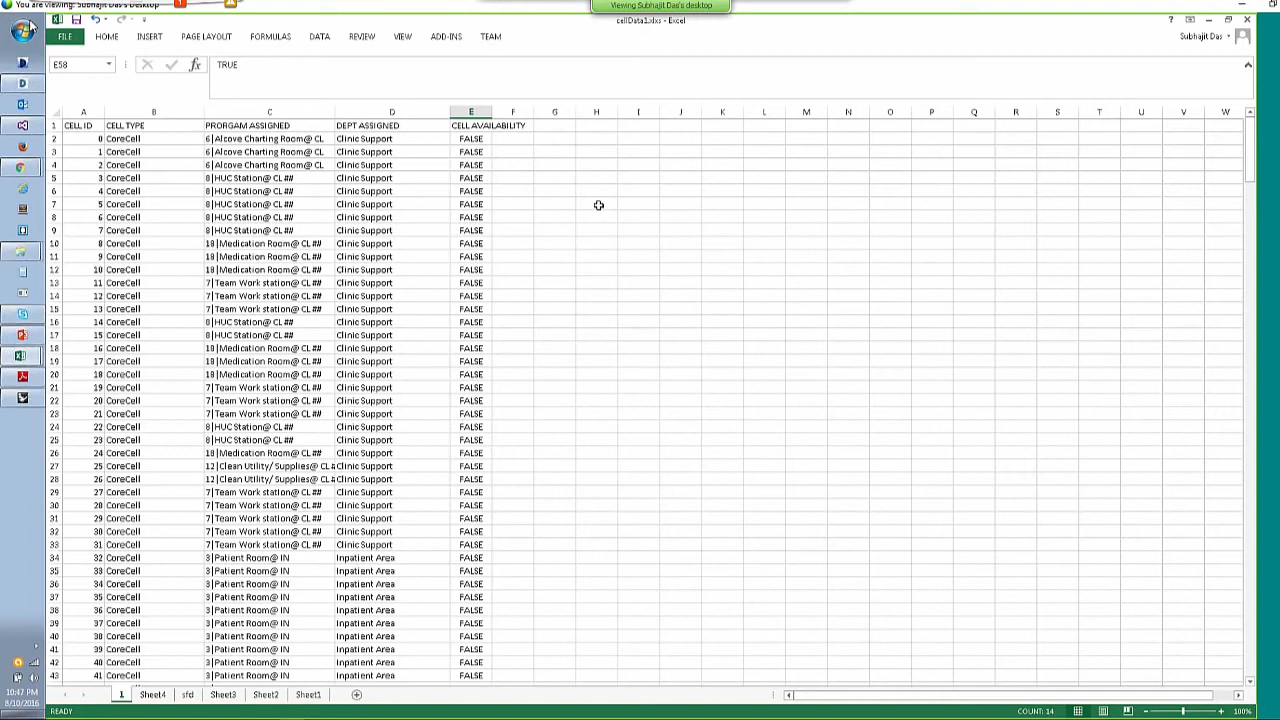 You are viewing: Subhajit Das's desktop
Viewing Subhajit Das's desktop
cellData1.xlxs - Excel
FILE HOME INSERT PAGE LAYOUT FORMULAS DATA REVIEW VIEW ADD-INS TEAM Subhajit Das
E58 fx TRUE
A B C D E F G H I J K L M N O P Q R S T U V W
1 CELL ID CELL TYPE PRORGAM ASSIGNED DEPT ASSIGNED CELL AVAILABILITY
2 0 CoreCell 6|Alcove Charting Room@ CL Clinic Support FALSE
3 1 CoreCell 6|Alcove Charting Room@ CL Clinic Support FALSE
4 2 CoreCell 6|Alcove Charting Room@ CL Clinic Support FALSE
5 3 CoreCell 8|HUC Station@ CL ## Clinic Support FALSE
6 4 CoreCell 8|HUC Station@ CL ## Clinic Support FALSE
7 5 CoreCell 8|HUC Station@ CL ## Clinic Support FALSE
8 6 CoreCell 8|HUC Station@ CL ## Clinic Support FALSE
9 7 CoreCell 8|HUC Station@ CL ## Clinic Support FALSE
10 8 CoreCell 18|Medication Room@ CL ## Clinic Support FALSE
11 9 CoreCell 18|Medication Room@ CL ## Clinic Support FALSE
12 10 CoreCell 18|Medication Room@ CL ## Clinic Support FALSE
13 11 CoreCell 7|Team Work station@ CL ## Clinic Support FALSE
14 12 CoreCell 7|Team Work station@ CL ## Clinic Support FALSE
15 13 CoreCell 7|Team Work station@ CL ## Clinic Support FALSE
16 14 CoreCell 8|HUC Station@ CL ## Clinic Support FALSE
17 15 CoreCell 8|HUC Station@ CL ## Clinic Support FALSE
18 16 CoreCell 18|Medication Room@ CL ## Clinic Support FALSE
19 17 CoreCell 18|Medication Room@ CL ## Clinic Support FALSE
20 18 CoreCell 18|Medication Room@ CL ## Clinic Support FALSE
21 19 CoreCell 7|Team Work station@ CL ## Clinic Support FALSE
22 20 CoreCell 7|Team Work station@ CL ## Clinic Support FALSE
23 21 CoreCell 7|Team Work station@ CL ## Clinic Support FALSE
24 22 CoreCell 8|HUC Station@ CL ## Clinic Support FALSE
25 23 CoreCell 8|HUC Station@ CL ## Clinic Support FALSE
26 24 CoreCell 18|Medication Room@ CL ## Clinic Support FALSE
27 25 CoreCell 12|Clean Utility/ Supplies@ CL # Clinic Support FALSE
28 26 CoreCell 12|Clean Utility/ Supplies@ CL # Clinic Support FALSE
29 27 CoreCell 7|Team Work station@ CL ## Clinic Support FALSE
30 28 CoreCell 7|Team Work station@ CL ## Clinic Support FALSE
31 29 CoreCell 7|Team Work station@ CL ## Clinic Support FALSE
32 30 CoreCell 7|Team Work station@ CL ## Clinic Support FALSE
33 31 CoreCell 7|Team Work station@ CL ## Clinic Support FALSE
34 32 CoreCell 3|Patient Room@ IN Inpatient Area FALSE
35 33 CoreCell 3|Patient Room@ IN Inpatient Area FALSE
36 34 CoreCell 3|Patient Room@ IN Inpatient Area FALSE
37 35 CoreCell 3|Patient Room@ IN Inpatient Area FALSE
38 36 CoreCell 3|Patient Room@ IN Inpatient Area FALSE
39 37 CoreCell 3|Patient Room@ IN Inpatient Area FALSE
40 38 CoreCell 3|Patient Room@ IN Inpatient Area FALSE
41 39 CoreCell 3|Patient Room@ IN Inpatient Area FALSE
42 40 CoreCell 3|Patient Room@ IN Inpatient Area FALSE
43 41 CoreCell 3|Patient Room@ IN Inpatient Area FALSE
1 Sheet4 sfd Sheet3 Sheet2 Sheet1
READY COUNT: 14 100%
10:47 PM
8/10/2016